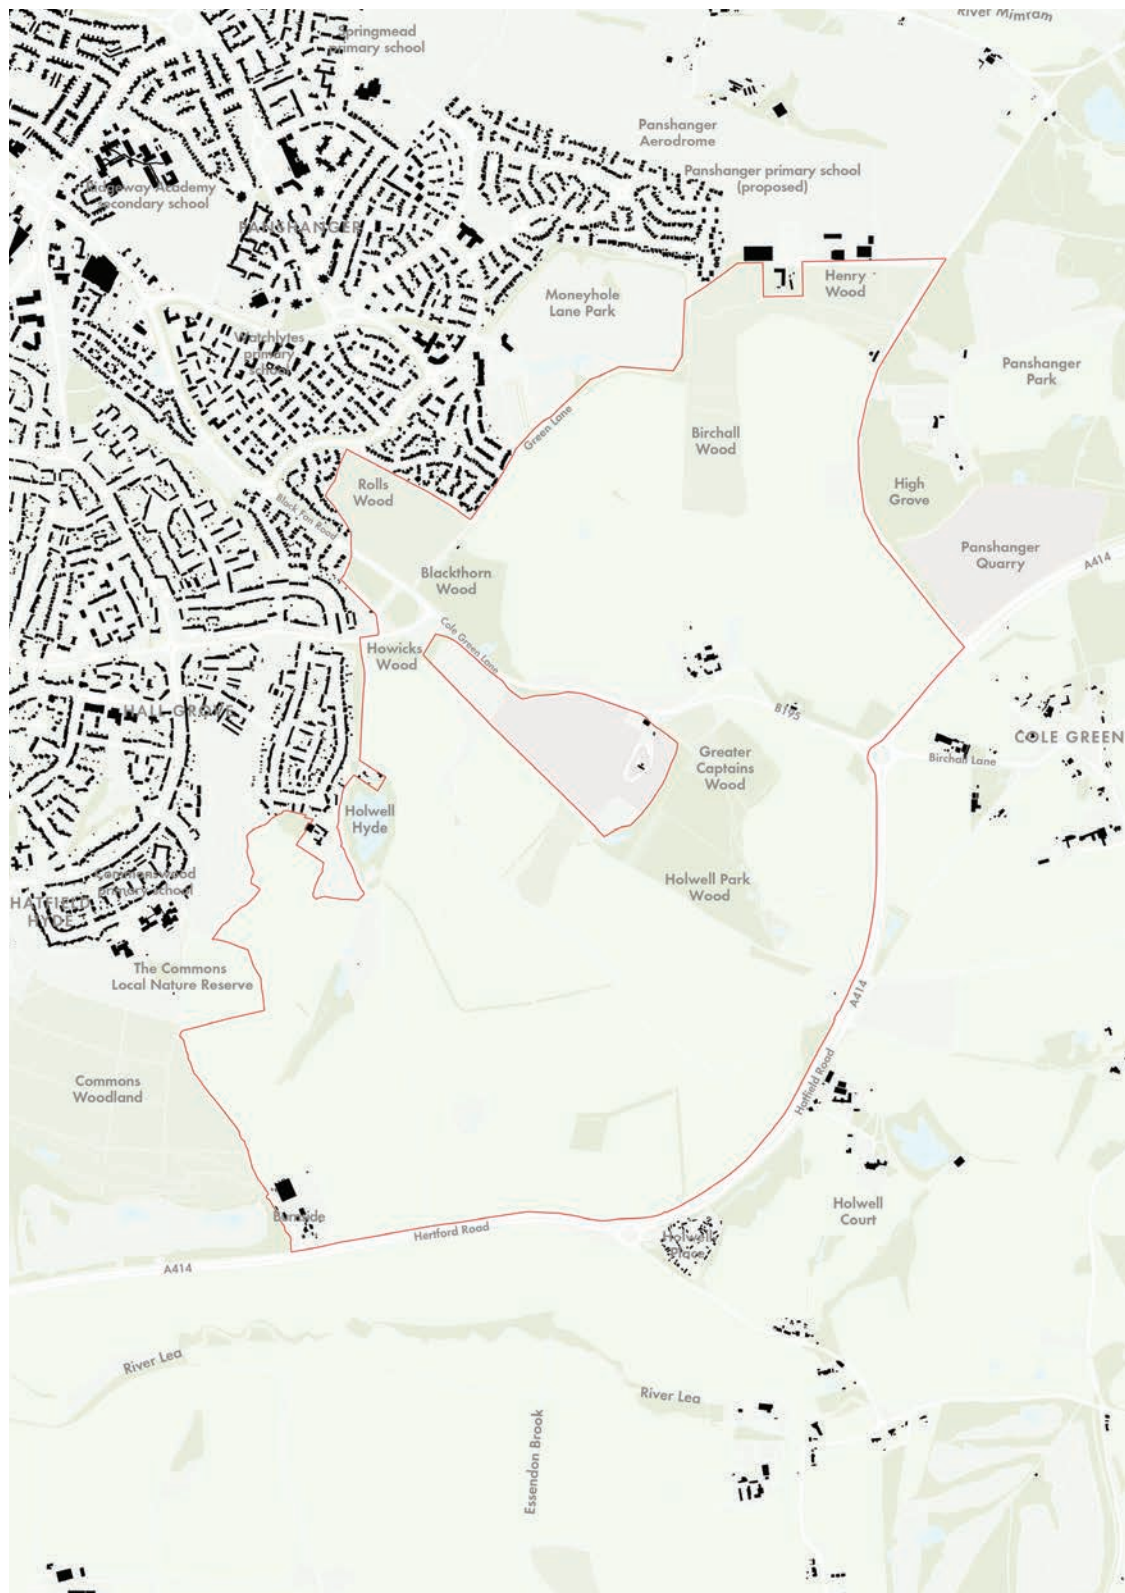 River Mimram
Springmead
primary school
Panshanger
Aerodrome
Panshanger primary school
(proposed)
Ridgeway Academy
secondary school
PANSHANGER
Henry
Wood
Moneyhole
Lane Park
Watchlytes
primary
school
Panshanger
Park
Green Lane
Birchall
Wood
Rolls
Wood
High
Grove
Black Fan Road
Panshanger
Quarry
A414
Blackthorn
Wood
Cole Green Lane
Howicks
Wood
HALL GROVE
B195
COLE GREEN
Greater
Captains
Wood
Birchall Lane
Holwell
Hyde
Commonswood
primary school
Holwell Park
Wood
HATFIELD
HYDE
The Commons
Local Nature Reserve
A414
Commons
Woodland
Hatfield Road
Holwell
Court
Burnside
Hertford Road
Holwell
Place
A414
River Lea
River Lea
Essendon Brook